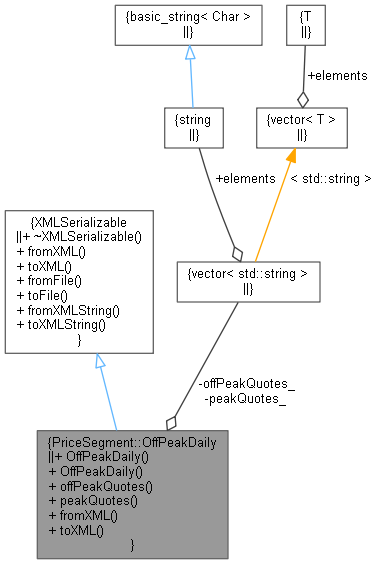 {basic_string< Char >
||}
{T
||}
+elements
{string
||}
{vector< T >
||}
+elements
< std::string >
{XMLSerializable
||+ ~XMLSerializable()
+ fromXML()
+ toXML()
+ fromFile()
+ toFile()
+ fromXMLString()
+ toXMLString()
}
{vector< std::string >
||}
-offPeakQuotes_
-peakQuotes_
{PriceSegment::OffPeakDaily
||+ OffPeakDaily()
+ OffPeakDaily()
+ offPeakQuotes()
+ peakQuotes()
+ fromXML()
+ toXML()
}